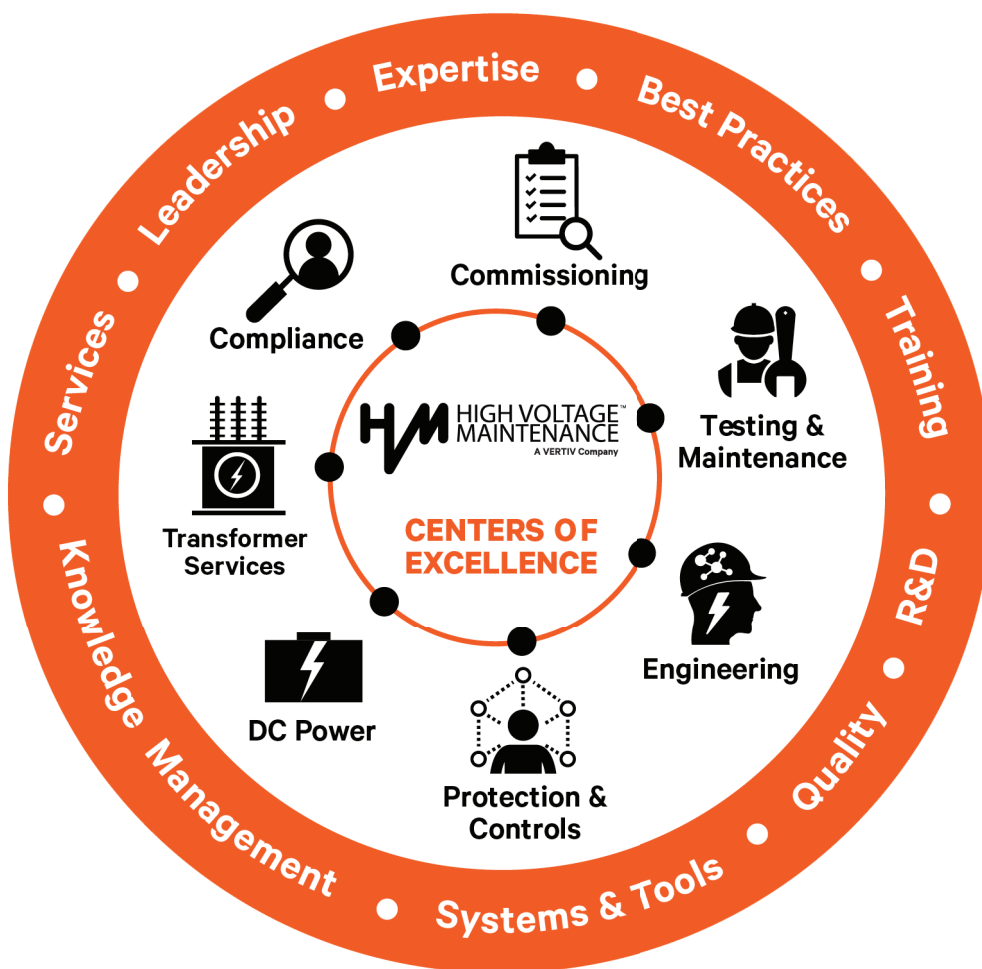 Expertise
Best Practices
Training
R&D
Quality
Systems & Tools
Knowledge Management
Services
Leadership
Commissioning
Testing &
Maintenance
Engineering
Protection &
Controls
DC Power
Transformer
Services
Compliance
HVM HIGH VOLTAGE™
MAINTENANCE
A VERTIV Company
CENTERS OF
EXCELLENCE